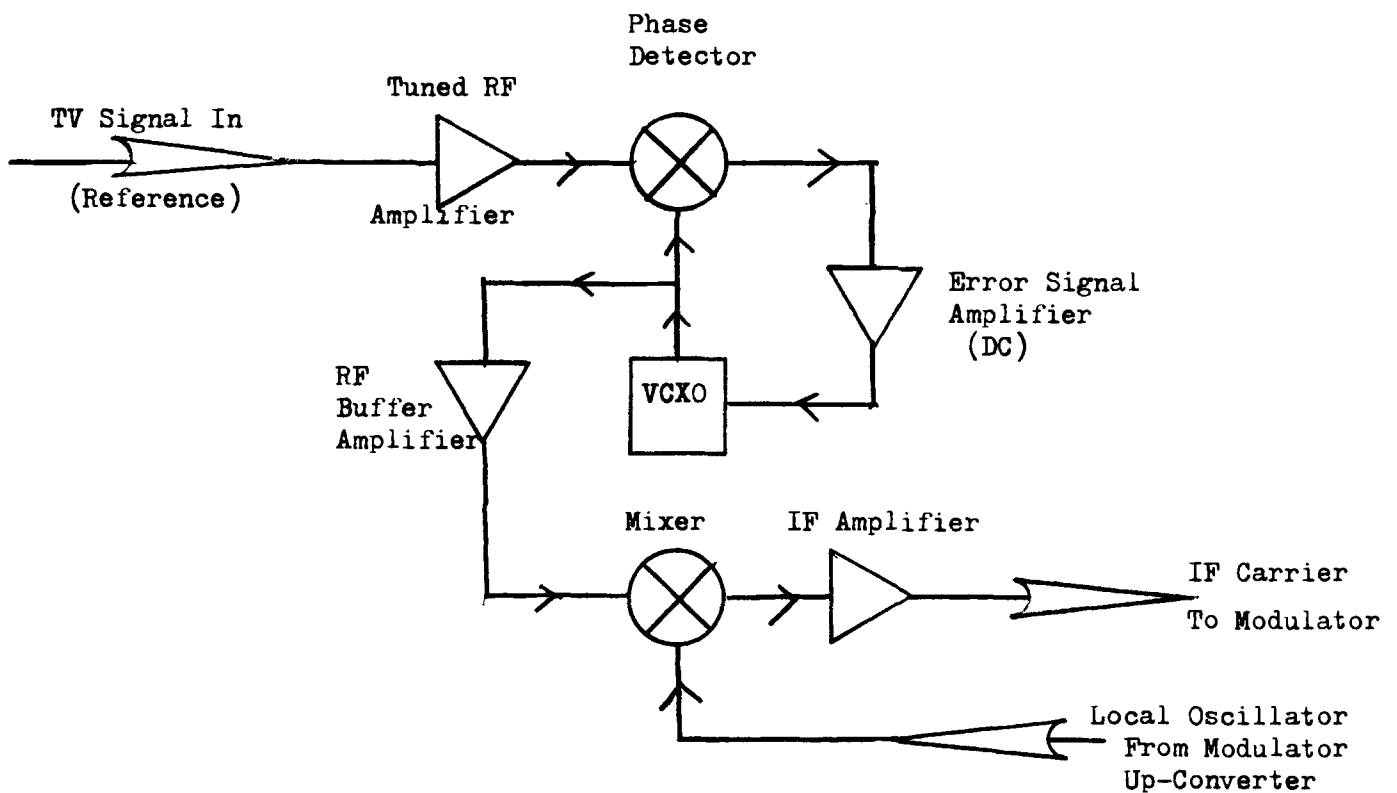 Phase
Detector
Tuned RF
Amplifier
TV Signal In
(Reference)
Error Signal
Amplifier
(DC)
RF
Buffer
Amplifier
VCXO
Mixer
IF Amplifier
IF Carrier
To Modulator
Local Oscillator
From Modulator
Up-Converter